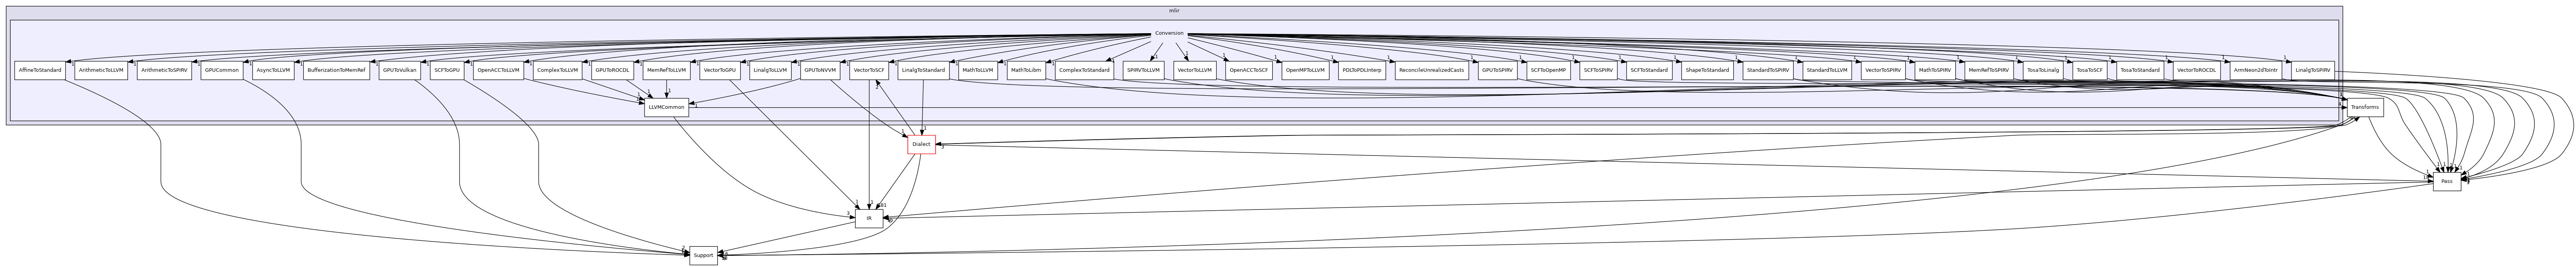 mlir
Conversion
AffineToStandard
ArithmeticToLLVM
ArithmeticToSPIRV
GPUCommon
AsyncToLLVM
BufferizationToMemRef
GPUToVulkan
SCFToGPU
OpenACCToLLVM
ComplexToLLVM
GPUToROCDL
MemRefToLLVM
VectorToGPU
LinalgToLLVM
GPUToNVVM
VectorToSCF
LinalgToStandard
MathToLLVM
MathToLibm
ComplexToStandard
SPIRVToLLVM
VectorToLLVM
OpenACCToSCF
OpenMPToLLVM
PDLToPDLInterp
ReconcileUnrealizedCasts
GPUToSPIRV
SCFToOpenMP
SCFToSPIRV
SCFToStandard
ShapeToStandard
StandardToSPIRV
StandardToLLVM
VectorToSPIRV
MathToSPIRV
MemRefToSPIRV
TosaToLinalg
TosaToSCF
TosaToStandard
VectorToROCDL
ArmNeon2dToIntr
LinalgToSPIRV
LLVMCommon
Transforms
Dialect
Pass
IR
Support